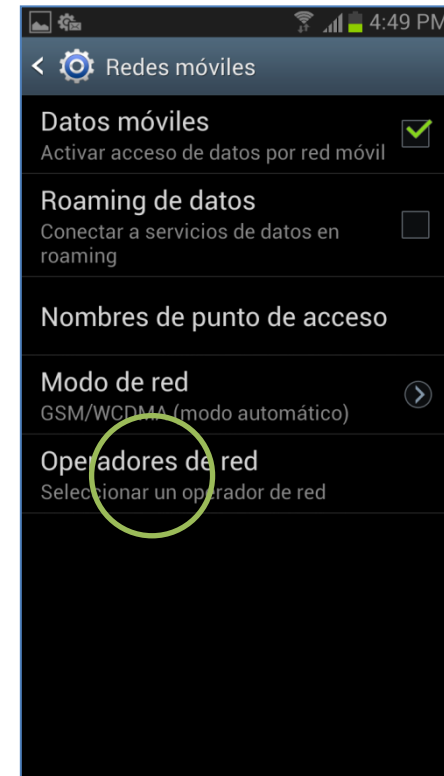 4:49 PM
Redes móviles
Datos móviles
Activar acceso de datos por red móvil
Roaming de datos
Conectar a servicios de datos en
roaming
Nombres de punto de acceso
Modo de red
GSM/WCDMA (modo automático)
Operadores de red
Seleccionar un operador de red